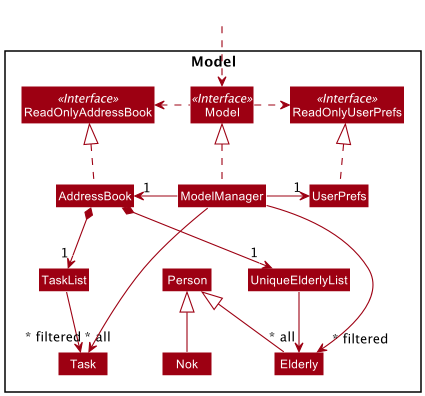 Model
«Interface»
ReadOnlyAddressBook
«Interface»
Model
«Interface»
ReadOnlyUserPrefs
AddressBook
1
ModelManager
1
UserPrefs
1
1
TaskList
Person
UniqueElderlyList
* filtered
* all
* all
* filtered
Task
Nok
Elderly